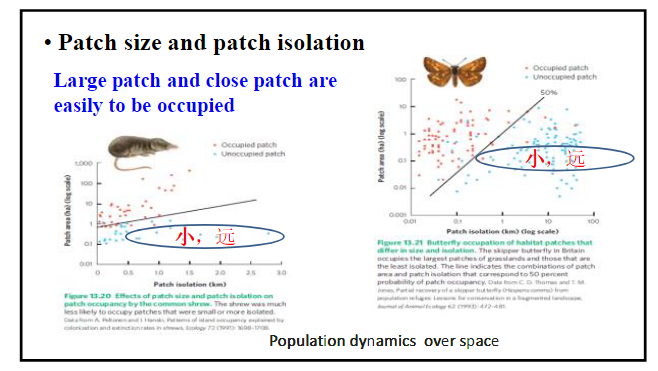 • Patch size and patch isolation
Large patch and close patch are
easily to be occupied
Occupied patch
Unoccupied patch
1,000
100
10
1
0.1
0.01
Patch area (ha) (log scale)
小，远
0 0.5 1.0 1.5 2.0 2.5 3.0
Patch isolation (km)
Figure 13.20 Effects of patch size and patch isolation on
patch occupancy by the common shrew. The shrew was much
less likely to occupy patches that were small or more isolated.
Data from A. Peltonen and I. Hanski, Patterns of island occupancy explained by
colonization and extinction rates in shrews, Ecology 72 (1991): 1698–1708.
Occupied patch
Unoccupied patch
50%
100
10
1
0.1
0.01
0.001
Patch area (ha) (log scale)
小，远
0.01 0.1 1 10 100
Patch isolation (km) (log scale)
Figure 13.21 Butterfly occupation of habitat patches that
differ in size and isolation. The skipper butterfly in Britain
occupies the largest patches of grasslands and those that are
the least isolated. The line indicates the combinations of patch
area and patch isolation that correspond to 50 percent
probability of patch occupancy. Data from C. D. Thomas and T. M.
Jones, Partial recovery of a skipper butterfly (Hesperia comma) from
population refuges: Lessons for conservation in a fragmented landscape,
Journal of Animal Ecology 62 (1993): 472–481.
Population dynamics over space